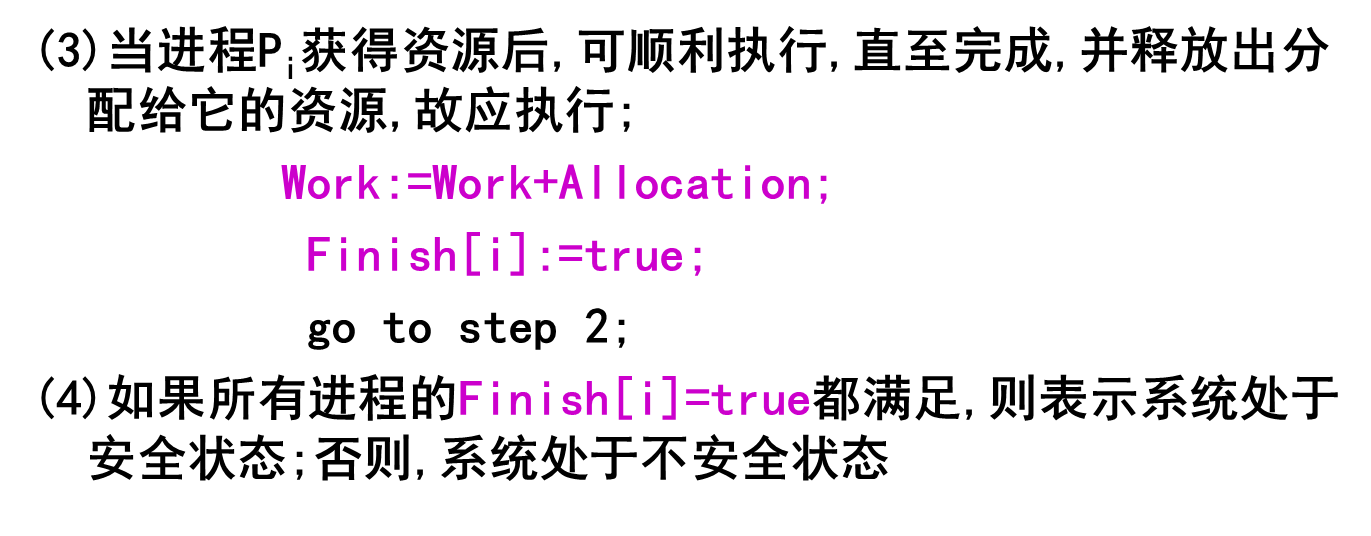 (3)当进程Pi获得资源后,可顺利执行,直至完成,并释放出分
配给它的资源,故应执行;
Work:=Work+Allocation;
Finish[i]:=true;
go to step 2;
(4)如果所有进程的Finish[i]=true都满足,则表示系统处于
安全状态;否则,系统处于不安全状态